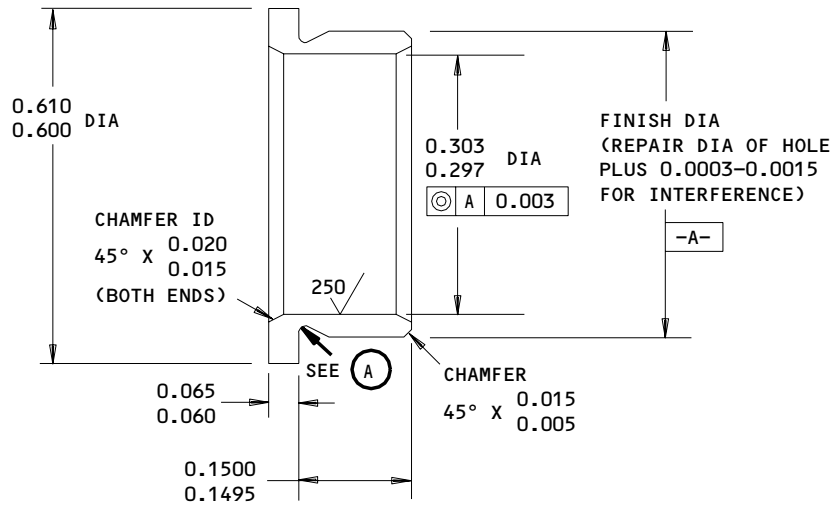 0.610
0.600 DIA
FINISH DIA
(REPAIR DIA OF HOLE
PLUS 0.0003–0.0015
FOR INTERFERENCE)
-A-
0.303
0.297 DIA
◎ A 0.003
CHAMFER ID
45° X 0.020
0.015
(BOTH ENDS)
250
SEE A
CHAMFER
45° X 0.015
0.005
0.065
0.060
0.1500
0.1495